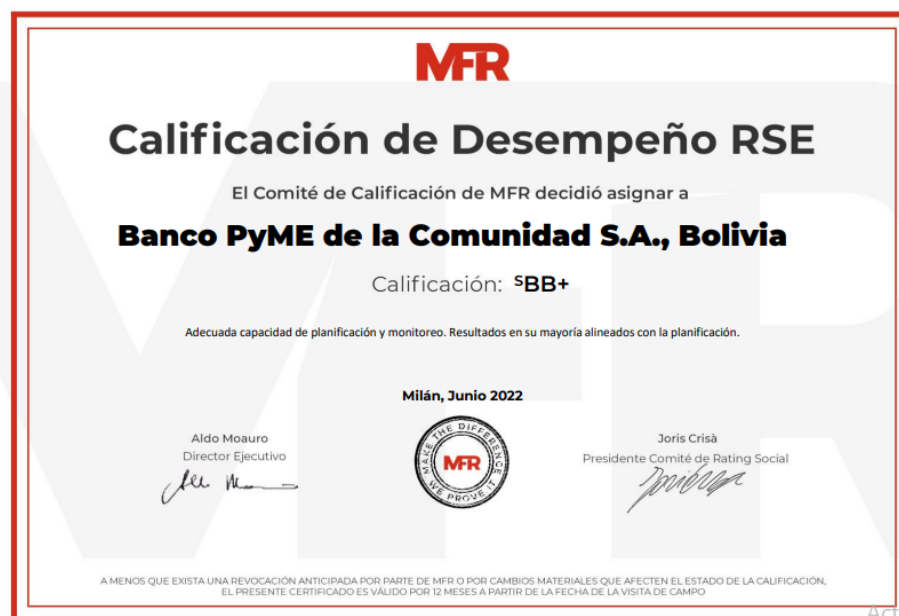 MFR
Calificación de Desempeño RSE
El Comité de Calificación de MFR decidió asignar a
Banco PyME de la Comunidad S.A., Bolivia
Calificación: ˢBB+
Adecuada capacidad de planificación y monitoreo. Resultados en su mayoría alineados con la planificación.
Milán, Junio 2022
Aldo Moauro
Director Ejecutivo
MAKE THE DIFFERENCE
MFR
WE PROVE IT
Joris Crisà
Presidente Comité de Rating Social
A MENOS QUE EXISTA UNA REVOCACIÓN ANTICIPADA POR PARTE DE MFR O POR CAMBIOS MATERIALES QUE AFECTEN EL ESTADO DE LA CALIFICACIÓN,
EL PRESENTE CERTIFICADO ES VÁLIDO POR 12 MESES A PARTIR DE LA FECHA DE LA VISITA DE CAMPO